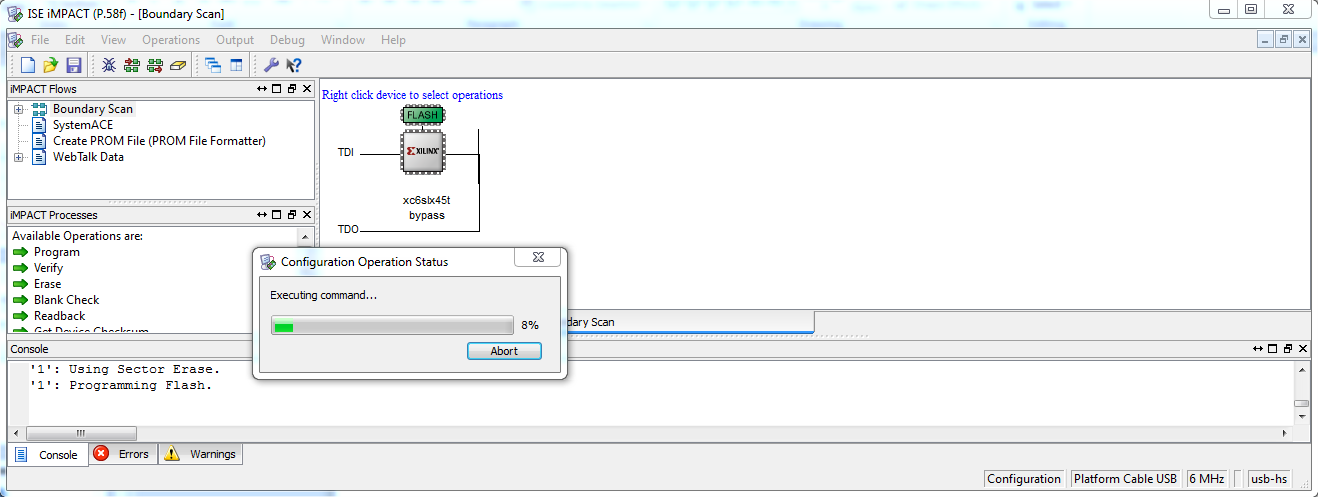 ISE iMPACT (P.58f) - [Boundary Scan]
File Edit View Operations Output Debug Window Help
iMPACT Flows
Boundary Scan
SystemACE
Create PROM File (PROM File Formatter)
WebTalk Data
iMPACT Processes
Available Operations are:
Program
Verify
Erase
Blank Check
Readback
Get Device Checksum
Right click device to select operations
FLASH
TDI
XILINX
xc6slx45t
bypass
TDO
Configuration Operation Status
Executing command...
8%
Abort
dary Scan
Console
'1': Using Sector Erase.
'1': Programming Flash.
Console Errors Warnings
Configuration Platform Cable USB 6 MHz usb-hs